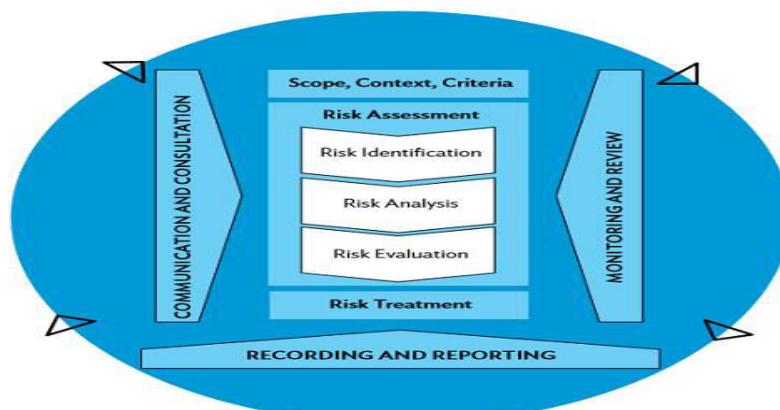 Scope, Context, Criteria
Risk Assessment
Risk Identification
Risk Analysis
Risk Evaluation
Risk Treatment
COMMUNICATION AND CONSULTATION
MONITORING AND REVIEW
RECORDING AND REPORTING